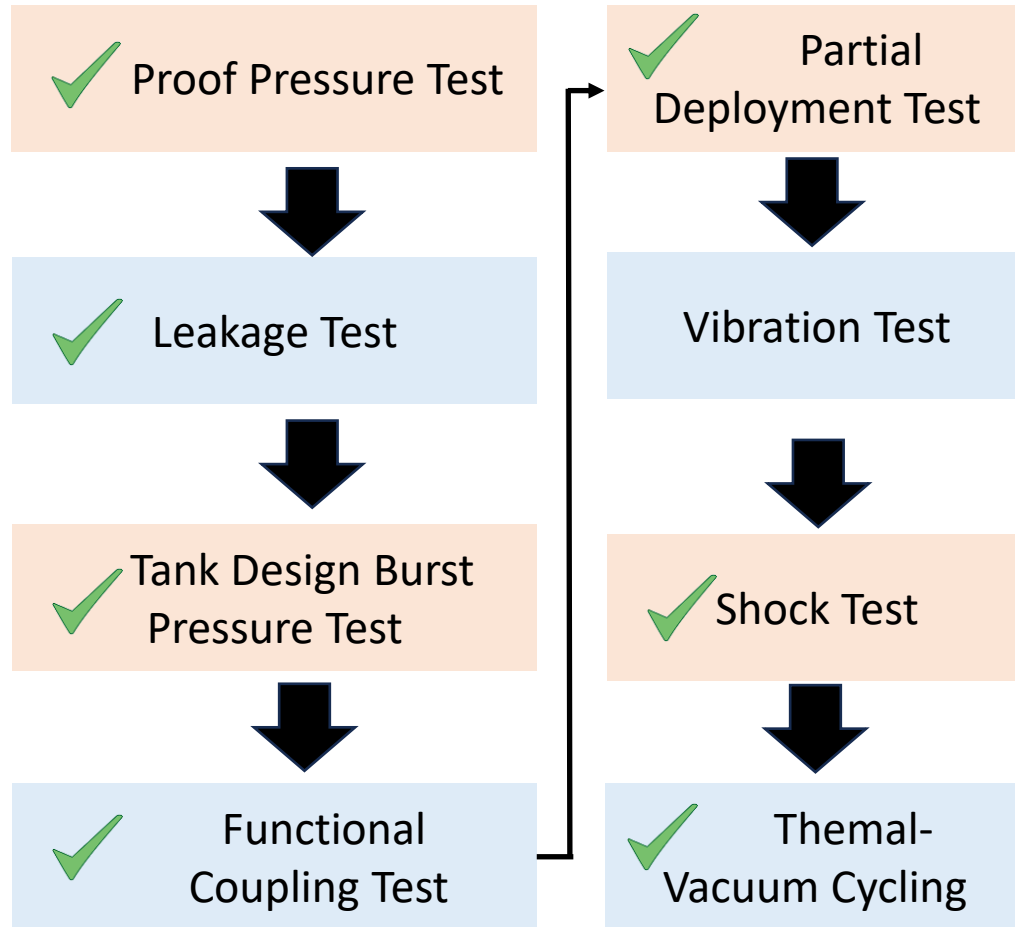 Proof Pressure Test
Leakage Test
Tank Design Burst
Pressure Test
Functional
Coupling Test
Partial
Deployment Test
Vibration Test
Shock Test
Themal-
Vacuum Cycling